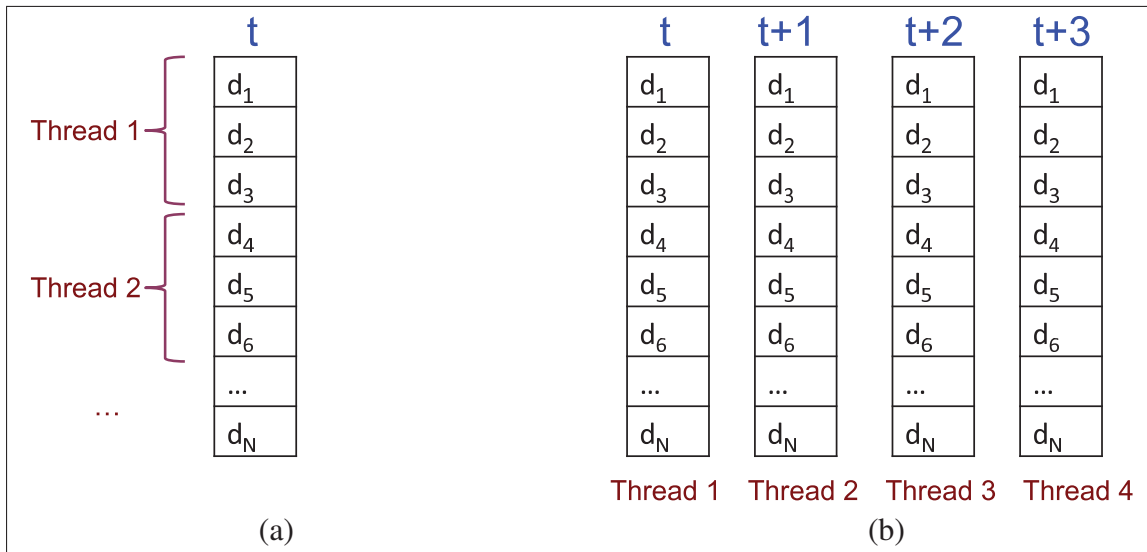 t
Thread 1
Thread 2
...
d1
d2
d3
d4
d5
d6
...
dN
(a)
t t+1 t+2 t+3
d1 d1 d1 d1
d2 d2 d2 d2
d3 d3 d3 d3
d4 d4 d4 d4
d5 d5 d5 d5
d6 d6 d6 d6
... ... ... ...
dN dN dN dN
Thread 1 Thread 2 Thread 3 Thread 4
(b)